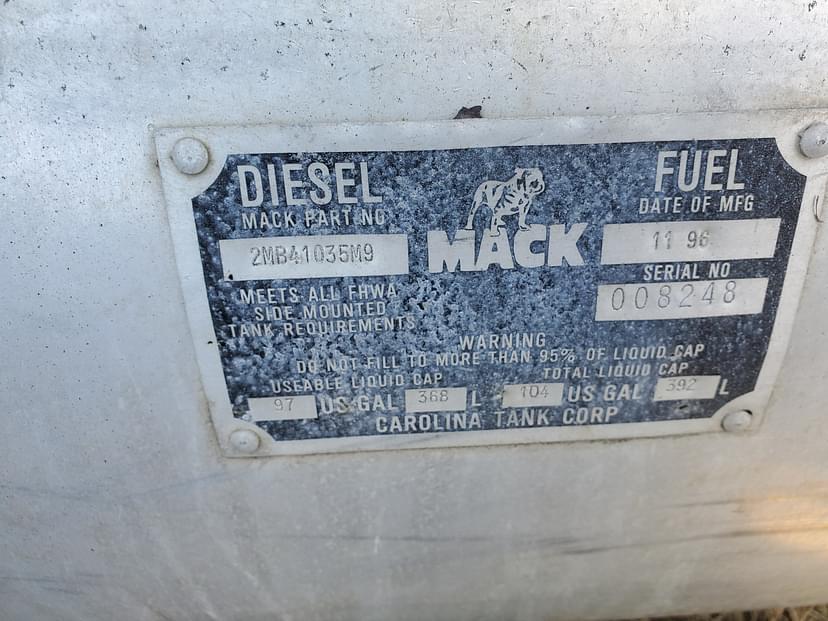 DIESEL FUEL
MACK PART NO DATE OF MFG
2MB41035M9 MACK 11 96
SERIAL NO
008248
MEETS ALL FHWA
SIDE MOUNTED
TANK REQUIREMENTS
WARNING
DO NOT FILL TO MORE THAN 95% OF LIQUID CAP
USEABLE LIQUID CAP TOTAL LIQUID CAP
97 US GAL 368 L 104 US GAL 392 L
CAROLINA TANK CORP